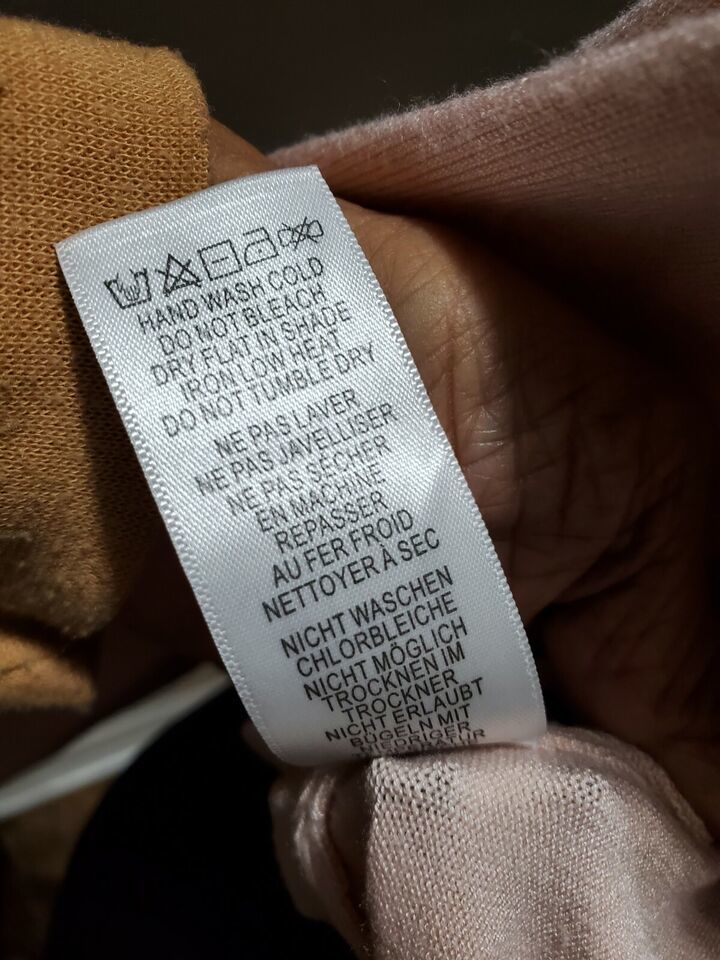 HAND WASH COLD
DO NOT BLEACH
DRY FLAT IN SHADE
IRON LOW HEAT
DO NOT TUMBLE DRY
NE PAS LAVER
NE PAS JAVELLISER
NE PAS SÉCHER
EN MACHINE
REPASSER
AU FER FROID
NETTOYER À SEC
NICHT WASCHEN
CHLORBLEICHE
NICHT MÖGLICH
TROCKNEN IM
TROCKNER
NICHT ERLAUBT
BÜGELN MIT
NIEDRIGER